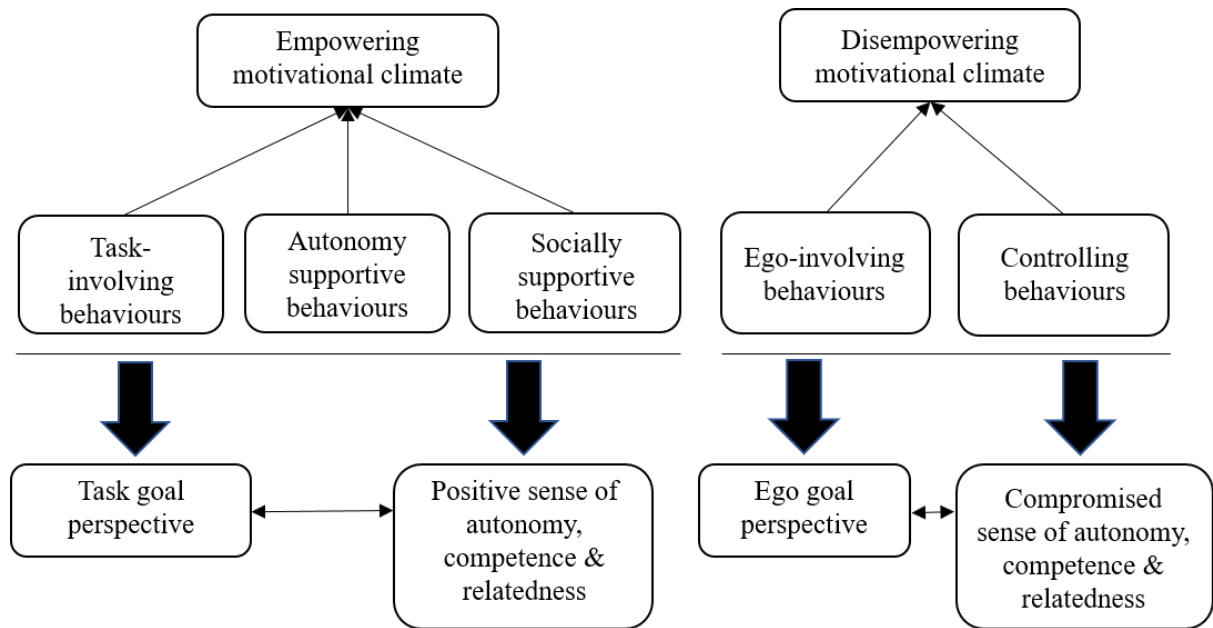 Empowering
motivational climate
Disempowering
motivational climate
Task-
involving
behaviours
Autonomy
supportive
behaviours
Socially
supportive
behaviours
Ego-involving
behaviours
Controlling
behaviours
Task goal
perspective
Positive sense of
autonomy,
competence &
relatedness
Ego goal
perspective
Compromised
sense of autonomy,
competence &
relatedness